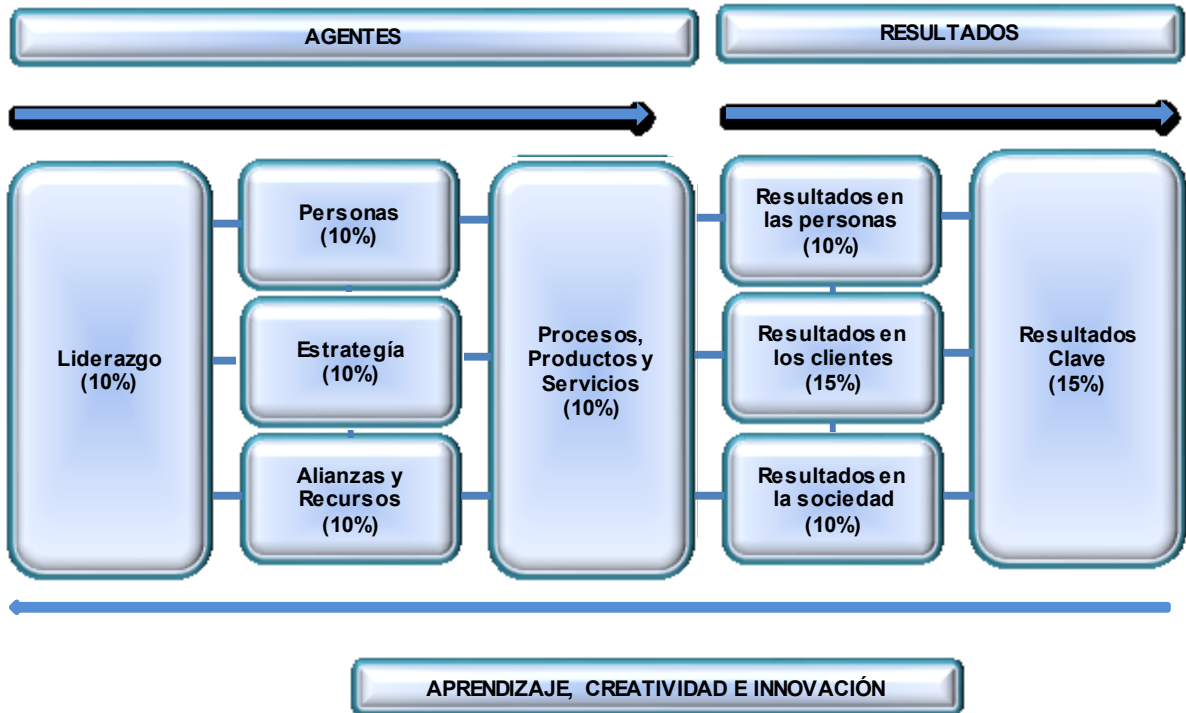 AGENTES
RESULTADOS
Liderazgo
(10%)
Personas
(10%)
Estrategía
(10%)
Alianzas y
Recursos
(10%)
Procesos,
Productos y
Servicios
(10%)
Resultados en
las personas
(10%)
Resultados en
los clientes
(15%)
Resultados en
la sociedad
(10%)
Resultados
Clave
(15%)
APRENDIZAJE, CREATIVIDAD E INNOVACIÓN